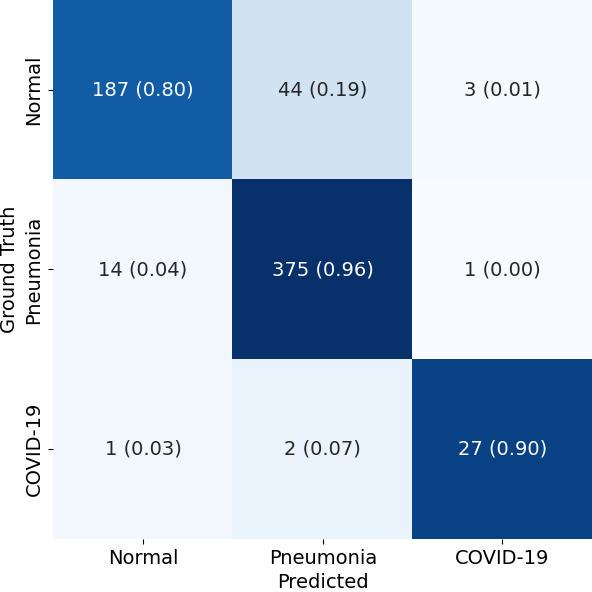 Ground Truth
Normal
187 (0.80) 44 (0.19) 3 (0.01)
Pneumonia
14 (0.04) 375 (0.96) 1 (0.00)
COVID-19
1 (0.03) 2 (0.07) 27 (0.90)
Normal Pneumonia COVID-19
Predicted